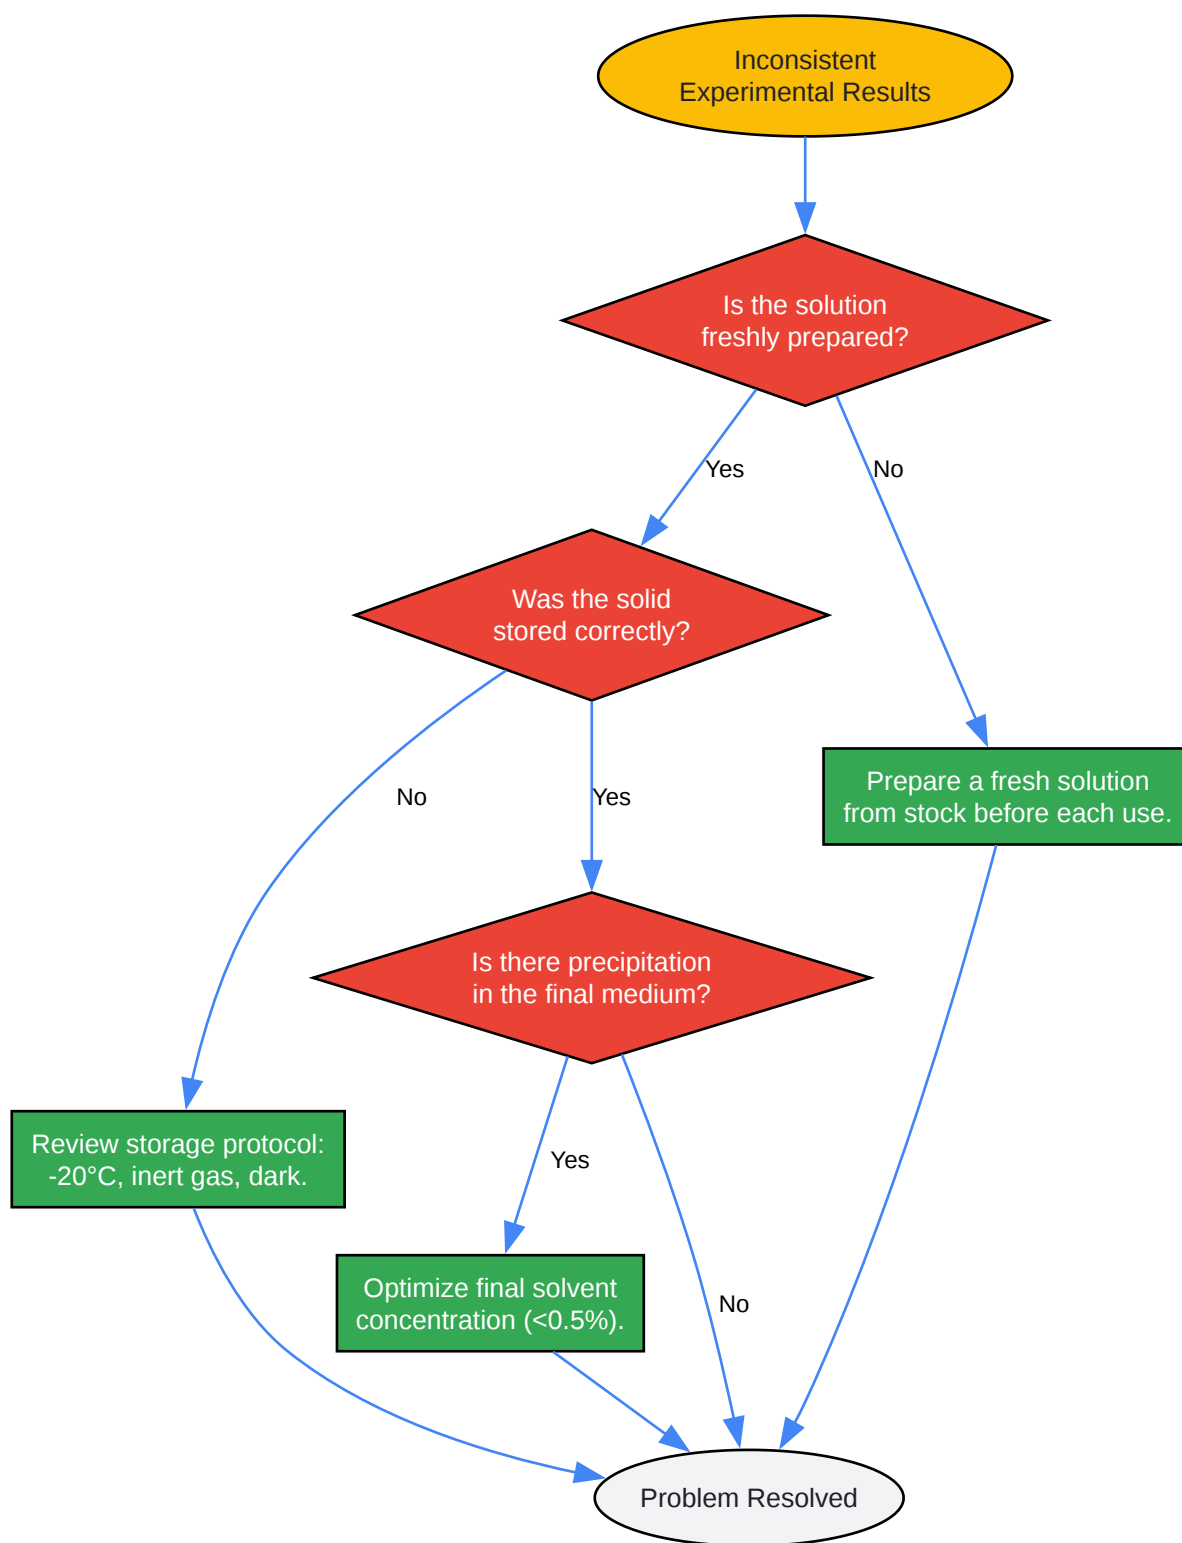 Inconsistent
Experimental Results
Is the solution
freshly prepared?
Yes
No
Was the solid
stored correctly?
Prepare a fresh solution
from stock before each use.
No
Yes
Is there precipitation
in the final medium?
Review storage protocol:
-20°C, inert gas, dark.
Yes
Optimize final solvent
concentration (<0.5%).
No
Problem Resolved